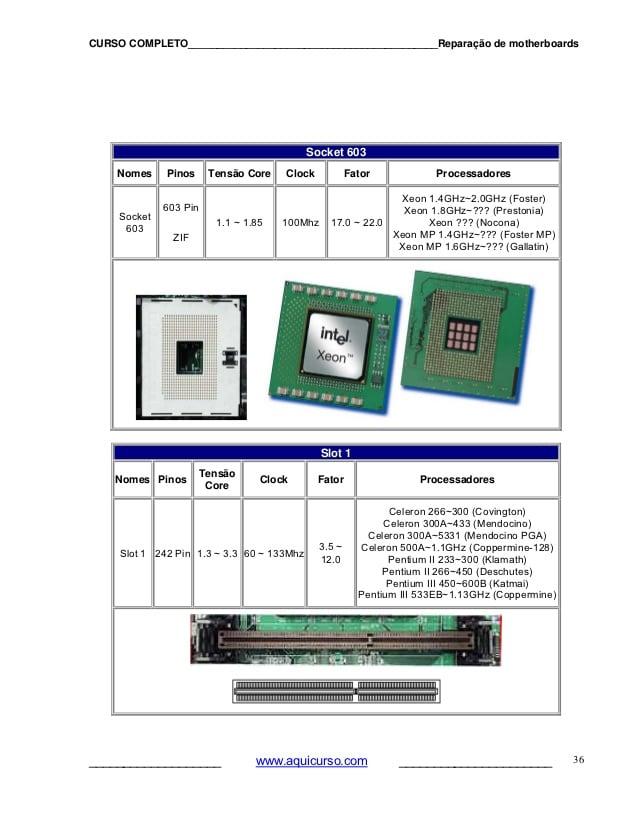 CURSO COMPLETO__________________________________________Reparação de motherboards
Socket 603
Nomes Pinos Tensão Core Clock Fator Processadores
Socket 603 603 Pin ZIF 1.1 ~ 1.85 100Mhz 17.0 ~ 22.0
Xeon 1.4GHz~2.0GHz (Foster)
Xeon 1.8GHz~??? (Prestonia)
Xeon ??? (Nocona)
Xeon MP 1.4GHz~??? (Foster MP)
Xeon MP 1.6GHz~??? (Gallatin)
intel.
Xeon™
Slot 1
Nomes Pinos Tensão Core Clock Fator Processadores
Slot 1 242 Pin 1.3 ~ 3.3 60 ~ 133Mhz 3.5 ~ 12.0
Celeron 266~300 (Covington)
Celeron 300A~433 (Mendocino)
Celeron 300A~5331 (Mendocino PGA)
Celeron 500A~1.1GHz (Coppermine-128)
Pentium II 233~300 (Klamath)
Pentium II 266~450 (Deschutes)
Pentium III 450~600B (Katmai)
Pentium III 533EB~1.13GHz (Coppermine)
___________________ www.aquicurso.com ______________________ 36